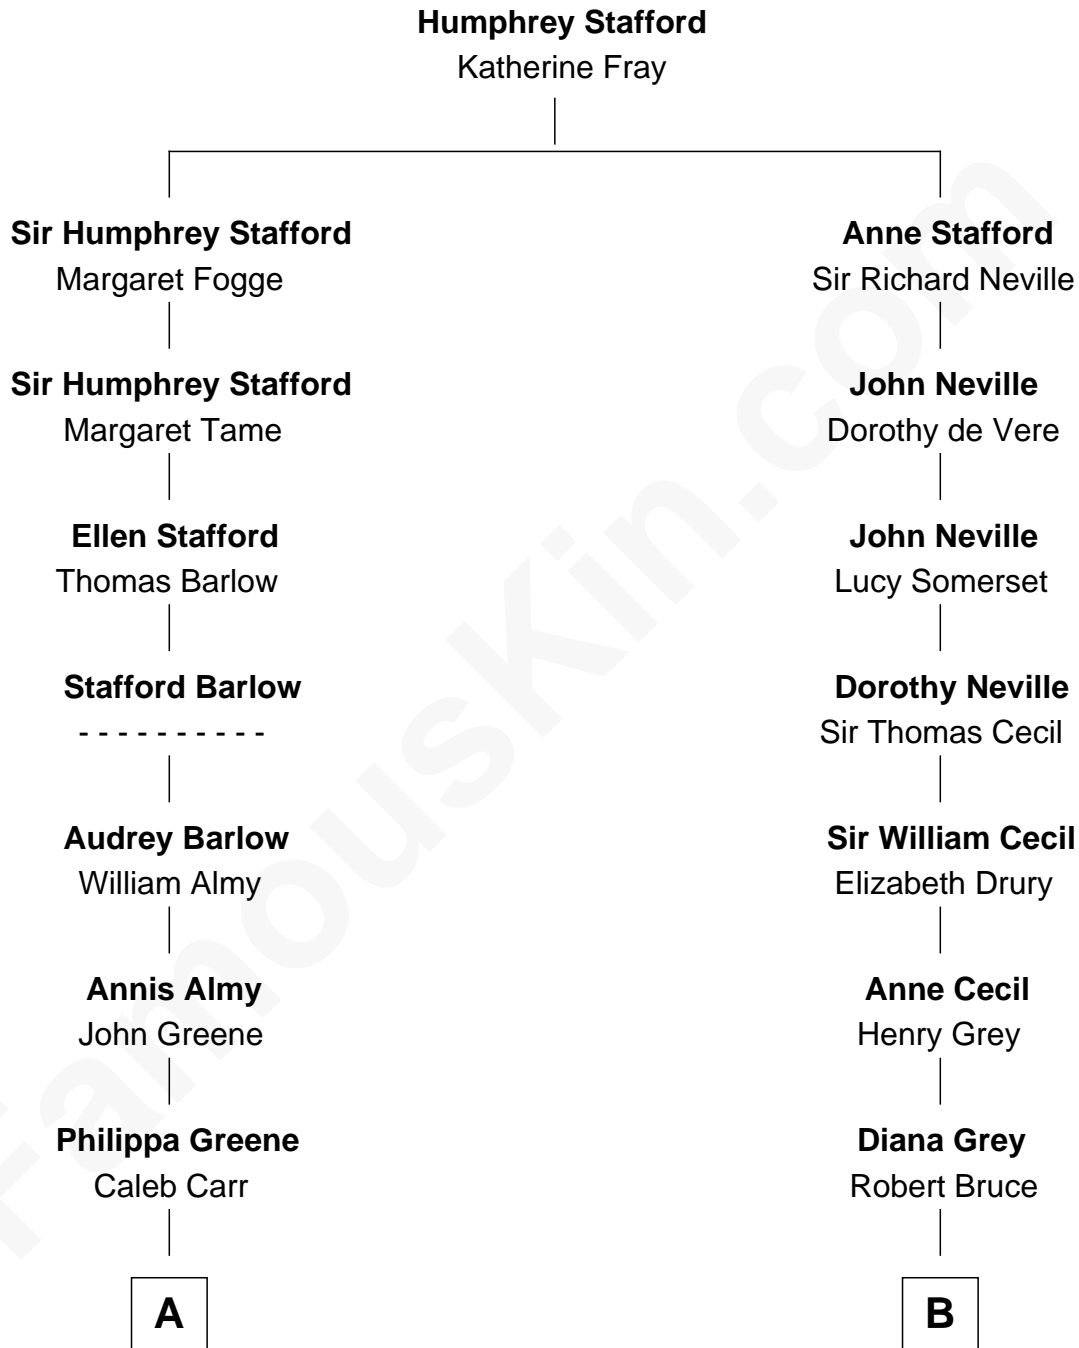 Humphrey Stafford
Katherine Fray
Sir Humphrey Stafford
Margaret Fogge
Sir Humphrey Stafford
Margaret Tame
Ellen Stafford
Thomas Barlow
Stafford Barlow
- - - - - - - - - -
Audrey Barlow
William Almy
Annis Almy
John Greene
Philippa Greene
Caleb Carr
A
Anne Stafford
Sir Richard Neville
John Neville
Dorothy de Vere
John Neville
Lucy Somerset
Dorothy Neville
Sir Thomas Cecil
Sir William Cecil
Elizabeth Drury
Anne Cecil
Henry Grey
Diana Grey
Robert Bruce
B
FamousKin.com